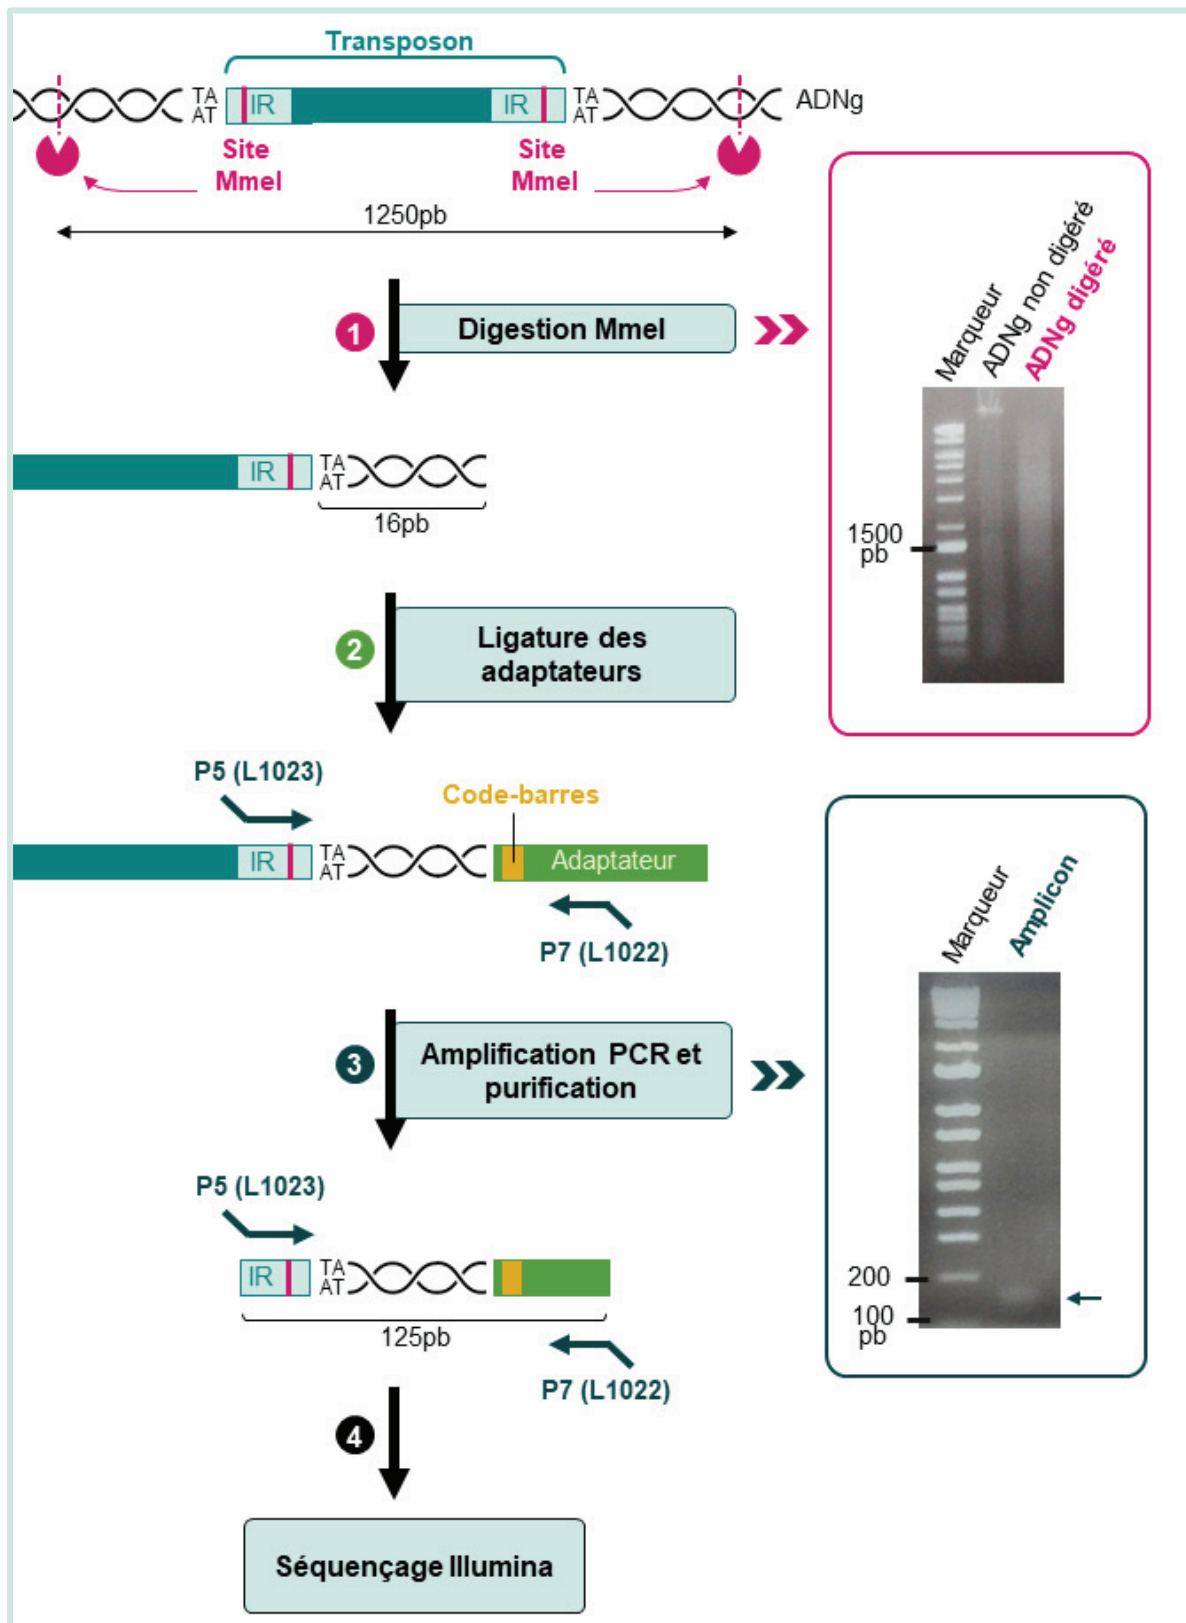 Transposon
TA
AT
IR
IR
TA
AT
ADNg
Site
MmeI
Site
MmeI
1250pb
1
Digestion MmeI
Marqueur
ADNg non digéré
ADNg digéré
1500
pb
IR
TA
AT
16pb
2
Ligature des
adaptateurs
P5 (L1023)
Code-barres
IR
TA
AT
Adaptateur
P7 (L1022)
3
Amplification PCR et
purification
Marqueur
Amplicon
200
100
pb
P5 (L1023)
IR
TA
AT
125pb
P7 (L1022)
4
Séquençage Illumina